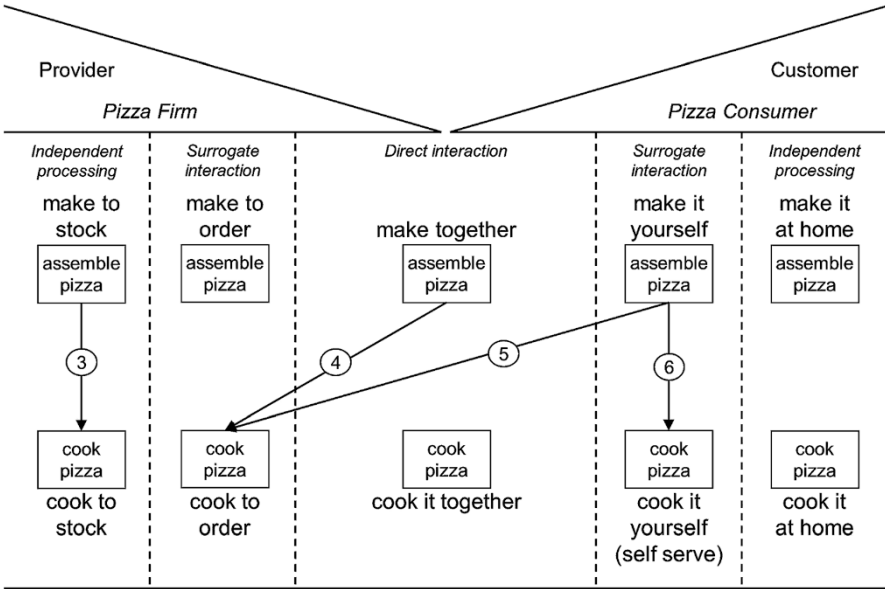 Provider
Customer
Pizza Firm
Pizza Consumer
Independent
processing
Surrogate
interaction
Direct interaction
Surrogate
interaction
Independent
processing
make to
stock
make to
order
make together
make it
yourself
make it
at home
assemble
pizza
assemble
pizza
assemble
pizza
assemble
pizza
assemble
pizza
3
4
5
6
cook
pizza
cook
pizza
cook
pizza
cook
pizza
cook
pizza
cook to
stock
cook to
order
cook it together
cook it
yourself
(self serve)
cook it
at home